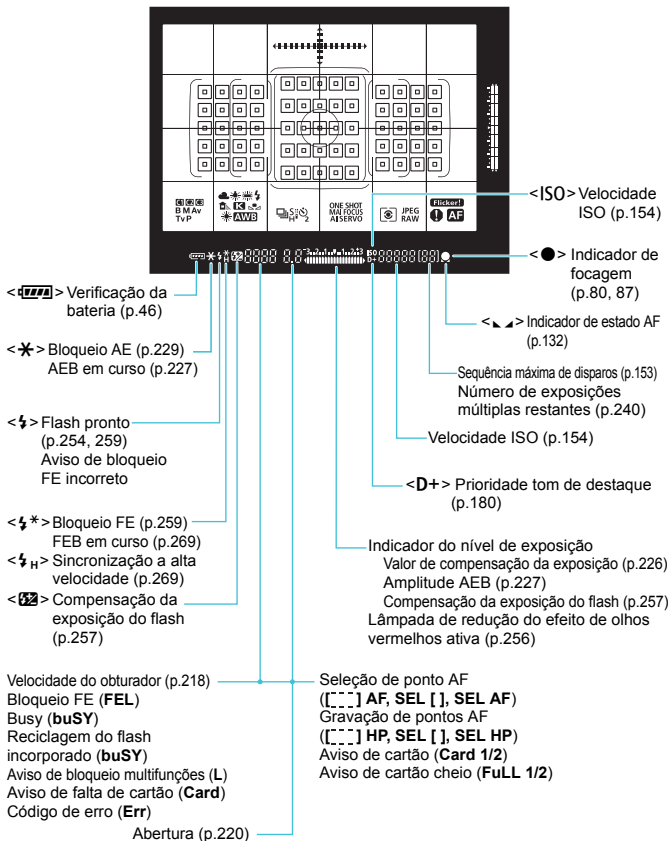 B M Av
Tv P
K
AWB
S
H
2
ONE SHOT
MAI FOCUS
AI SERVO
JPEG
RAW
Flicker!
AF
3..2..1..▼..1..2..3
ISO
D+
<ISO> Velocidade
ISO (p.154)
<●> Indicador de
focagem
(p.80, 87)
<◣ ◢> Indicador de estado AF
(p.132)
Sequência máxima de disparos (p.153)
Número de exposições
múltiplas restantes (p.240)
Velocidade ISO (p.154)
<D+> Prioridade tom de destaque
(p.180)
Indicador do nível de exposição
Valor de compensação da exposição (p.226)
Amplitude AEB (p.227)
Compensação da exposição do flash (p.257)
Lâmpada de redução do efeito de olhos
vermelhos ativa (p.256)
< > Verificação da
bateria (p.46)
<✱> Bloqueio AE (p.229)
AEB em curso (p.227)
<⚡> Flash pronto
(p.254, 259)
Aviso de bloqueio
FE incorreto
<⚡*> Bloqueio FE (p.259)
FEB em curso (p.269)
<⚡H> Sincronização a alta
velocidade (p.269)
< > Compensação da
exposição do flash
(p.257)
Velocidade do obturador (p.218)
Bloqueio FE (FEL)
Busy (buSY)
Reciclagem do flash
incorporado (buSY)
Aviso de bloqueio multifunções (L)
Aviso de falta de cartão (Card)
Código de erro (Err)
Abertura (p.220)
Seleção de ponto AF
([ ] AF, SEL [ ], SEL AF)
Gravação de pontos AF
([ ] HP, SEL [ ], SEL HP)
Aviso de cartão (Card 1/2)
Aviso de cartão cheio (FuLL 1/2)